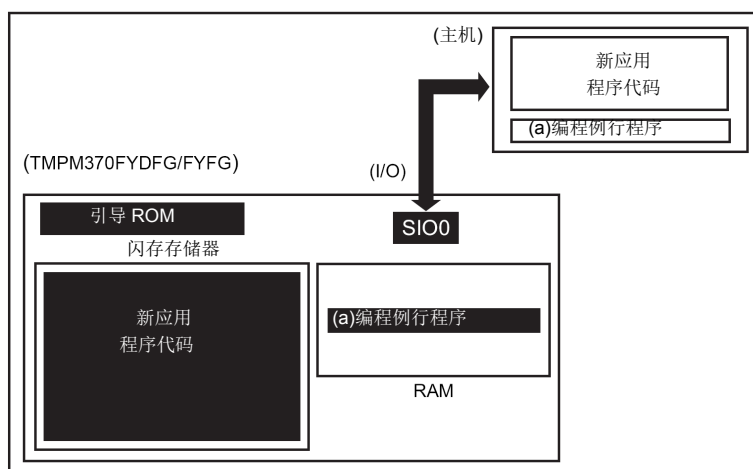 (主机)
新应用
程序代码
(a)编程例行程序
(TMPM370FYDFG/FYFG)
(I/O)
引导 ROM
SIO0
闪存存储器
新应用
程序代码
(a)编程例行程序
RAM